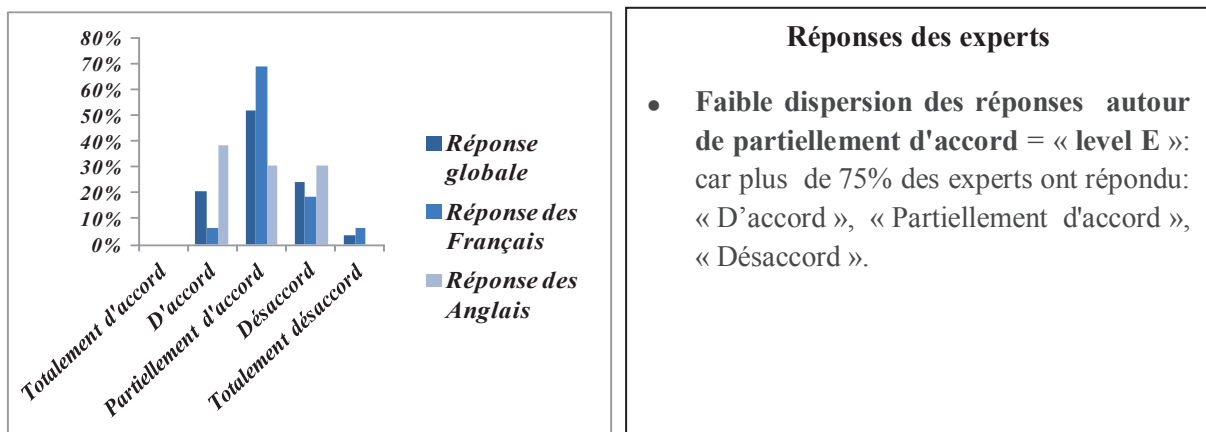 80%
70%
60%
50%
40%
30%
20%
10%
0%
Totalement d'accord
D'accord
Partiellement d'accord
Désaccord
Totalement désaccord
Réponse
globale
Réponse des
Français
Réponse des
Anglais
Réponses des experts
• Faible dispersion des réponses autour
de partiellement d'accord = « level E »:
car plus de 75% des experts ont répondu:
« D’accord », « Partiellement d'accord »,
« Désaccord ».